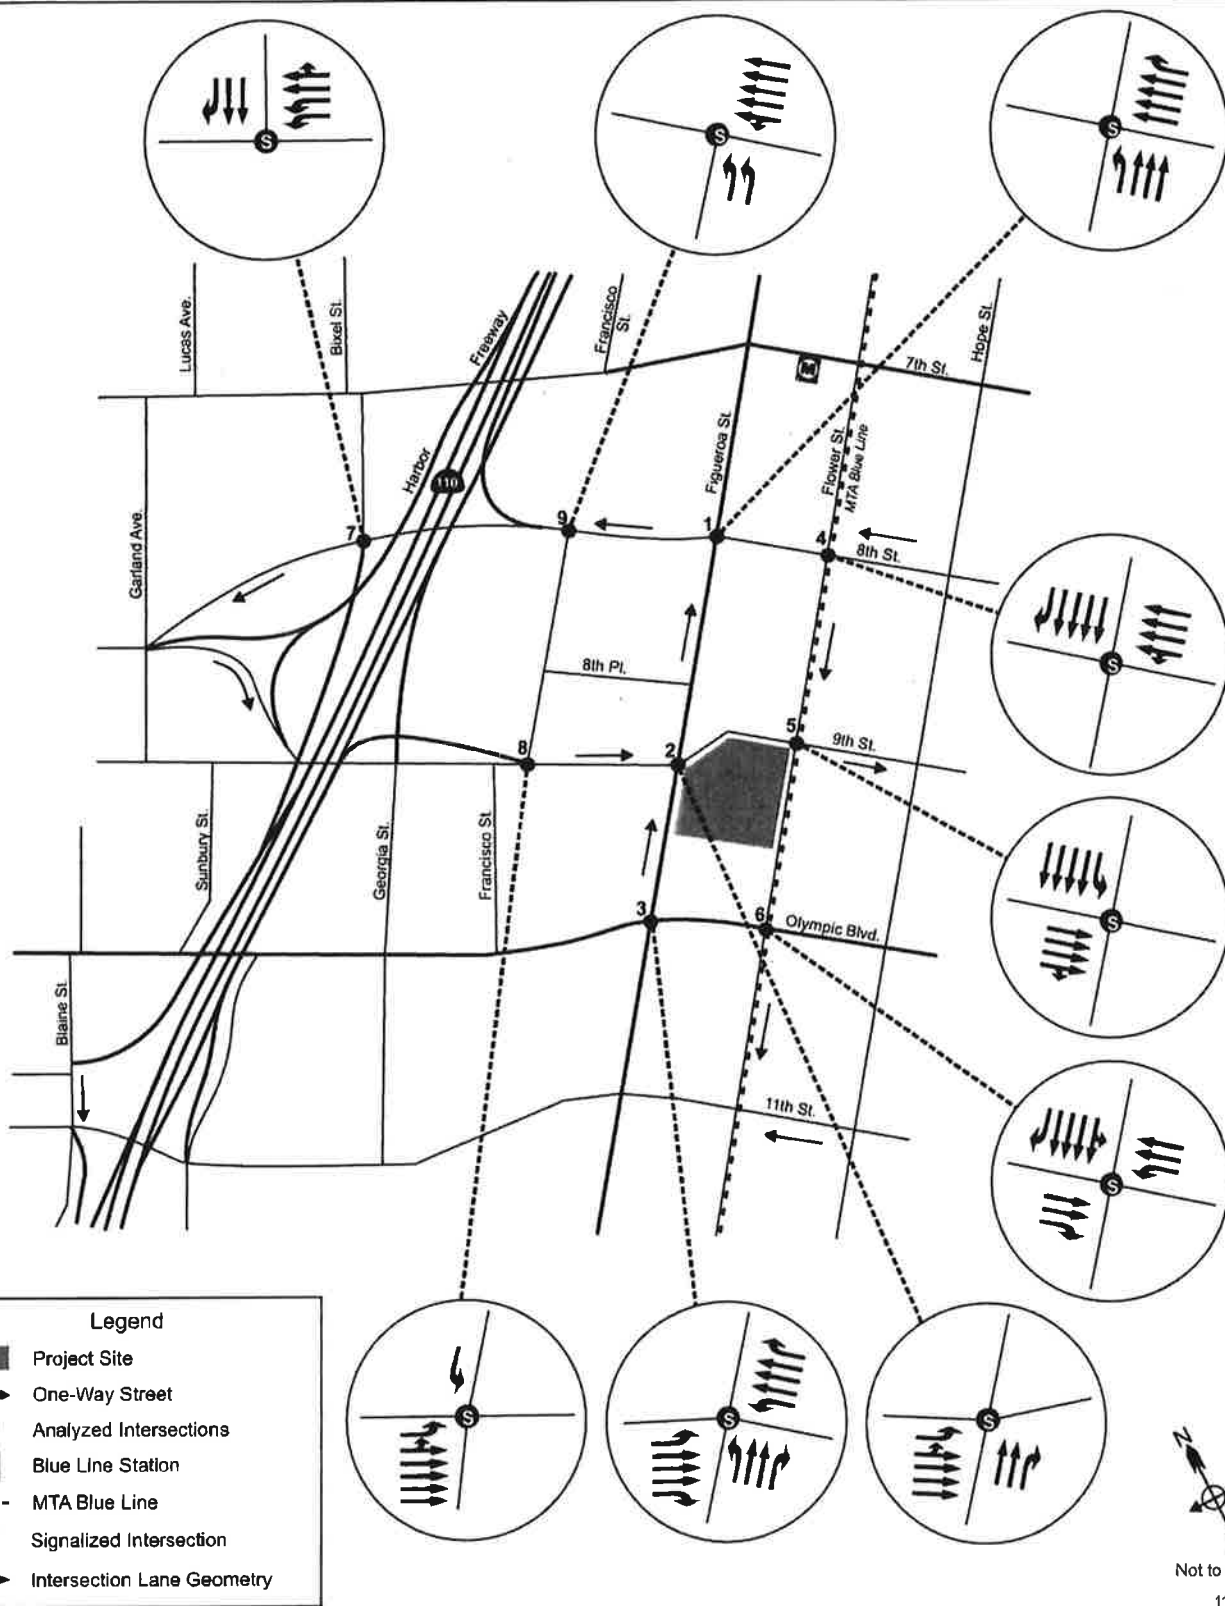 S
S
S
Lucas Ave.
Bixel St.
Freeway
Francisco
St.
Hope St.
M
7th St.
Figueroa St.
Flower St.
MTA Blue Line
Harbor
110
Garland Ave.
7
9
1
4
8th St.
S
8th Pl.
5
9th St.
8
2
Sunbury St.
Georgia St.
Francisco St.
S
3
6
Olympic Blvd.
Blaine St.
11th St.
S
S
S
S
Legend
Project Site
One-Way Street
Analyzed Intersections
Blue Line Station
MTA Blue Line
Signalized Intersection
Intersection Lane Geometry
N
Not to